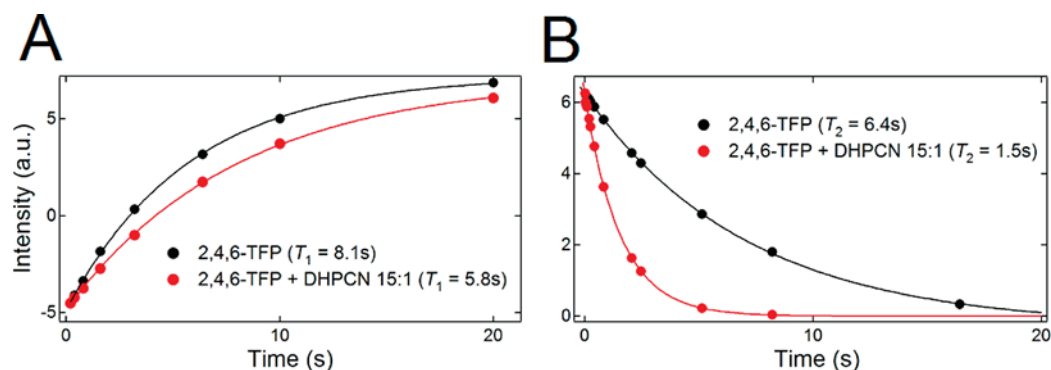 A
Intensity (a.u.)
5
0
-5
2,4,6-TFP (T₁ = 8.1s)
2,4,6-TFP + DHPCN 15:1 (T₁ = 5.8s)
0
10
20
Time (s)
B
6
4
2
0
2,4,6-TFP (T₂ = 6.4s)
2,4,6-TFP + DHPCN 15:1 (T₂ = 1.5s)
0
10
20
Time (s)